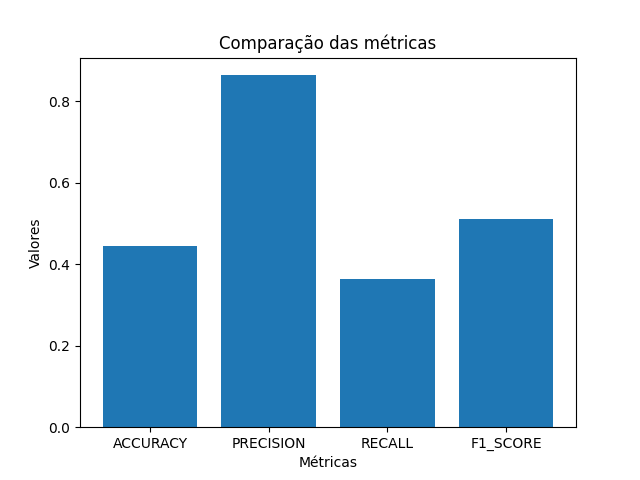 Comparação das métricas
Valores
0.8
0.6
0.4
0.2
0.0
ACCURACY PRECISION RECALL F1_SCORE
Métricas